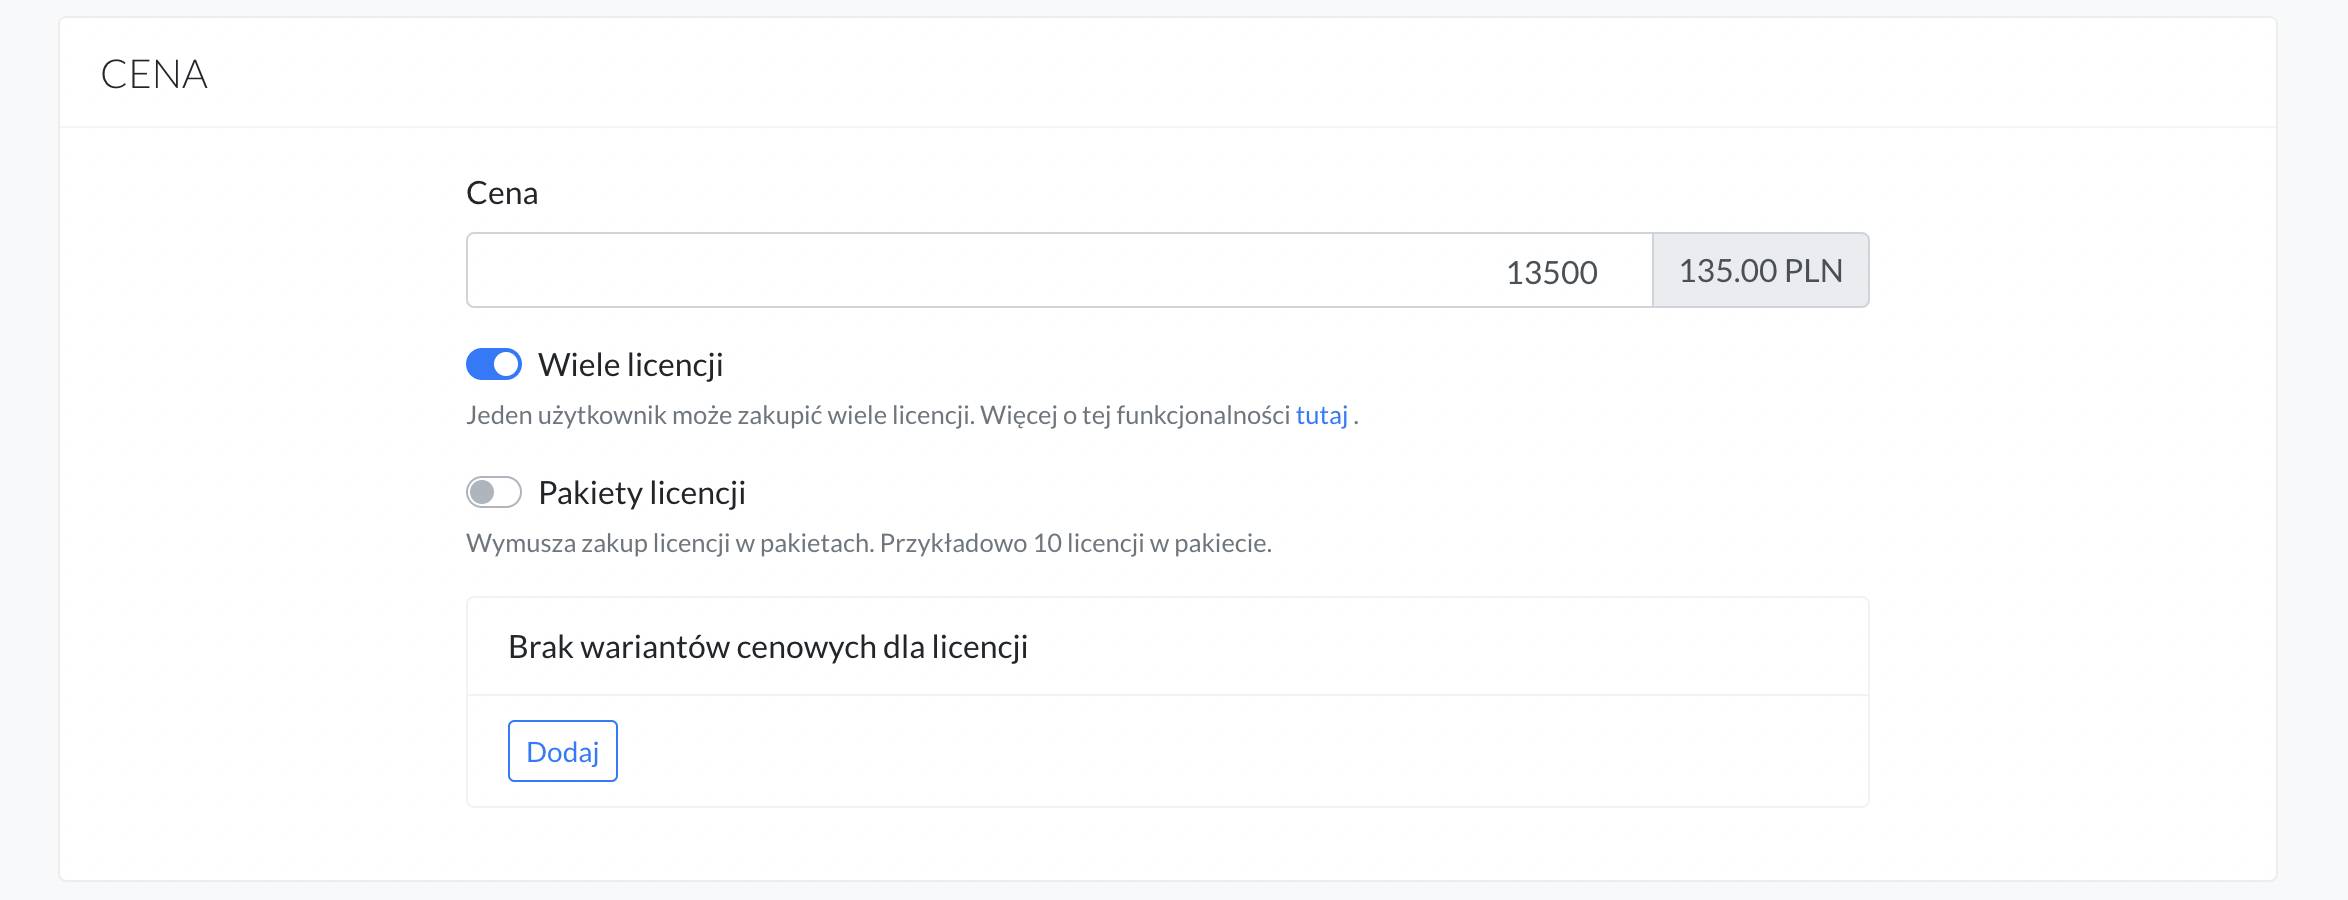 CENA
Cena
13500
135.00 PLN
Wiele licencji
Jeden użytkownik może zakupić wiele licencji. Więcej o tej funkcjonalności tutaj .
Pakiety licencji
Wymusza zakup licencji w pakietach. Przykładowo 10 licencji w pakiecie.
Brak wariantów cenowych dla licencji
Dodaj